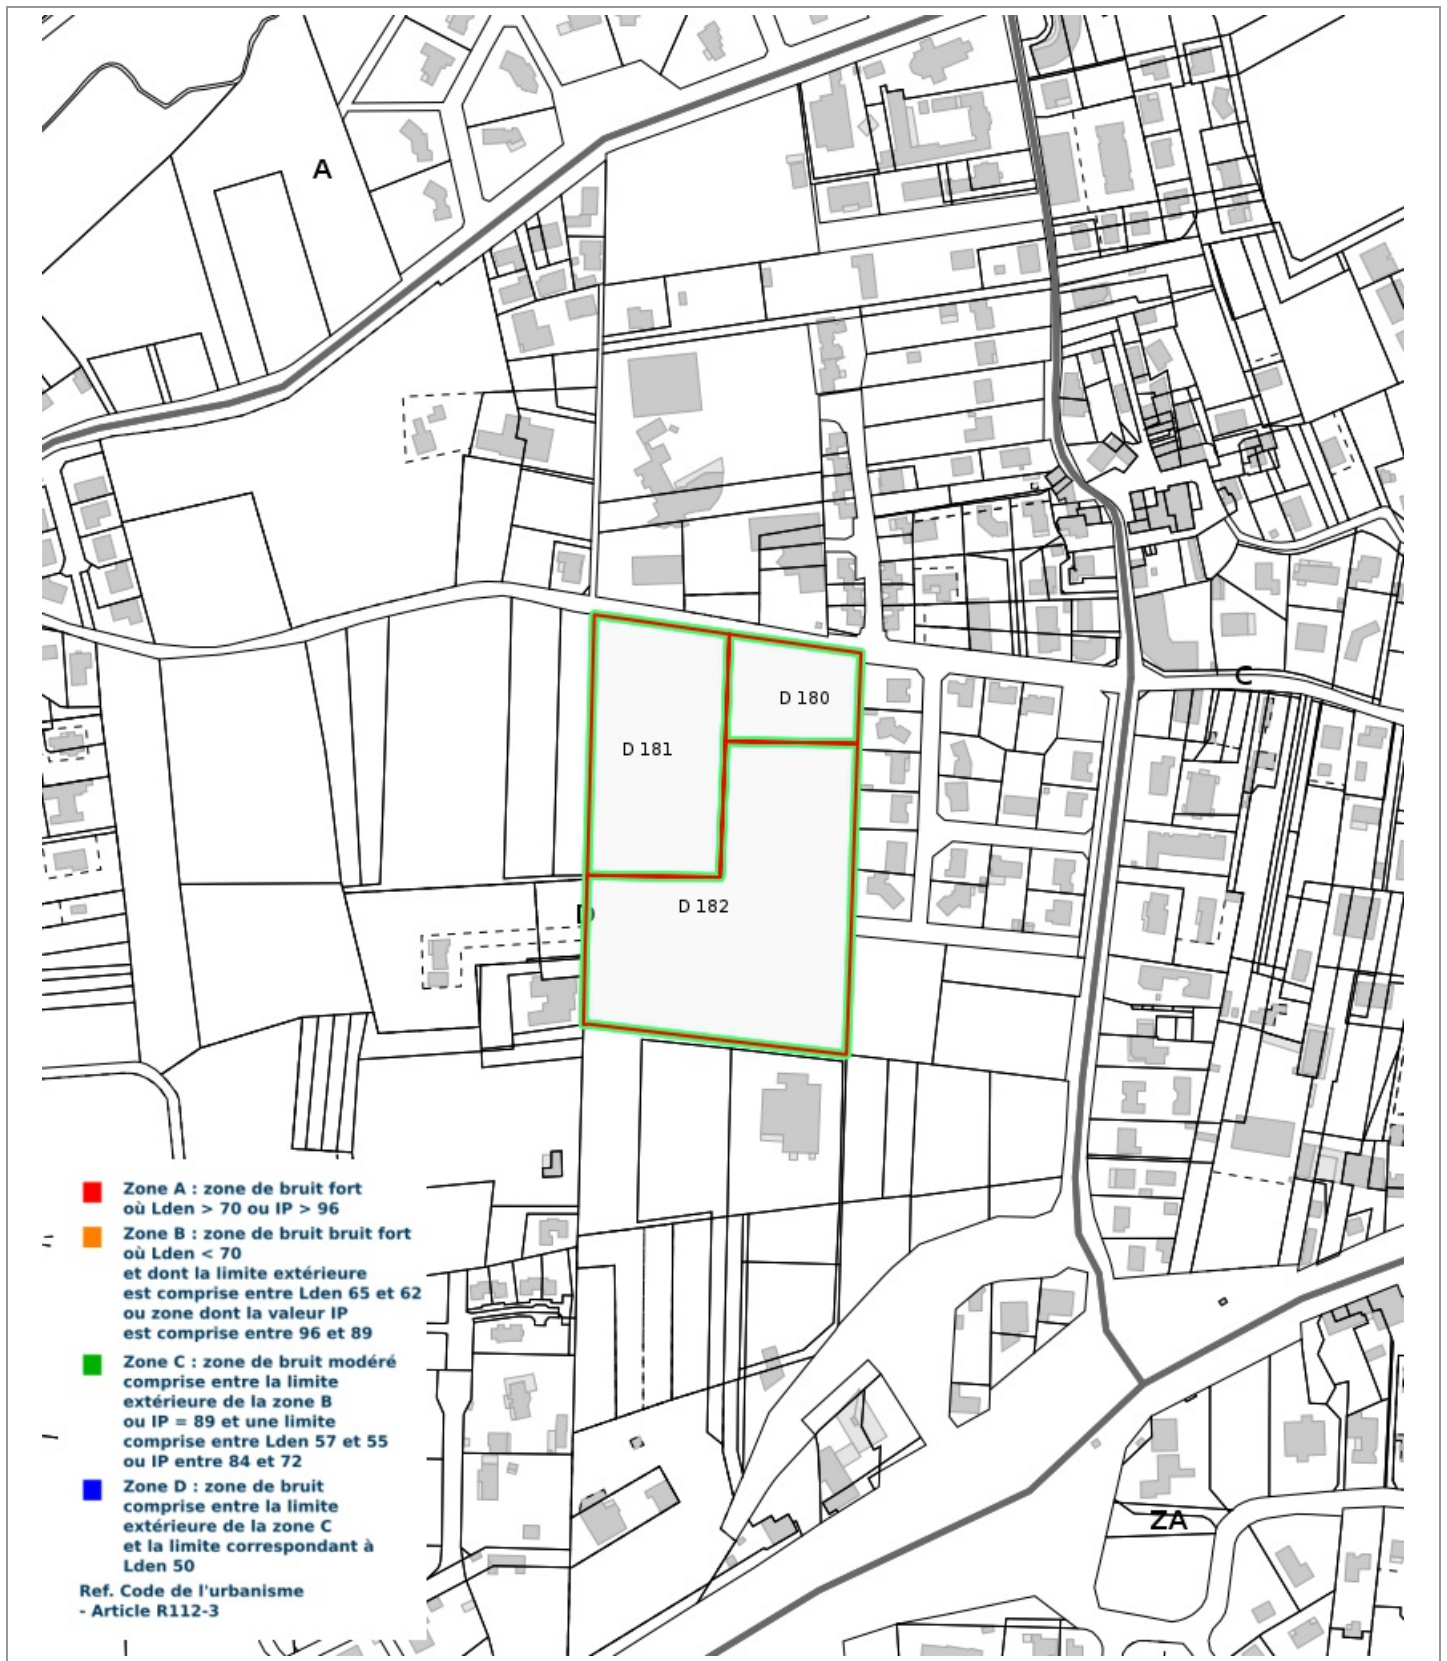 A
C
D 180
D 181
D 182
D
Zone A : zone de bruit fort
où Lden > 70 ou IP > 96
Zone B : zone de bruit bruit fort
où Lden < 70
et dont la limite extérieure
est comprise entre Lden 65 et 62
ou zone dont la valeur IP
est comprise entre 96 et 89
Zone C : zone de bruit modéré
comprise entre la limite
extérieure de la zone B
ou IP = 89 et une limite
comprise entre Lden 57 et 55
ou IP entre 84 et 72
Zone D : zone de bruit
comprise entre la limite
extérieure de la zone C
et la limite correspondant à
Lden 50
Ref. Code de l'urbanisme
- Article R112-3
ZA